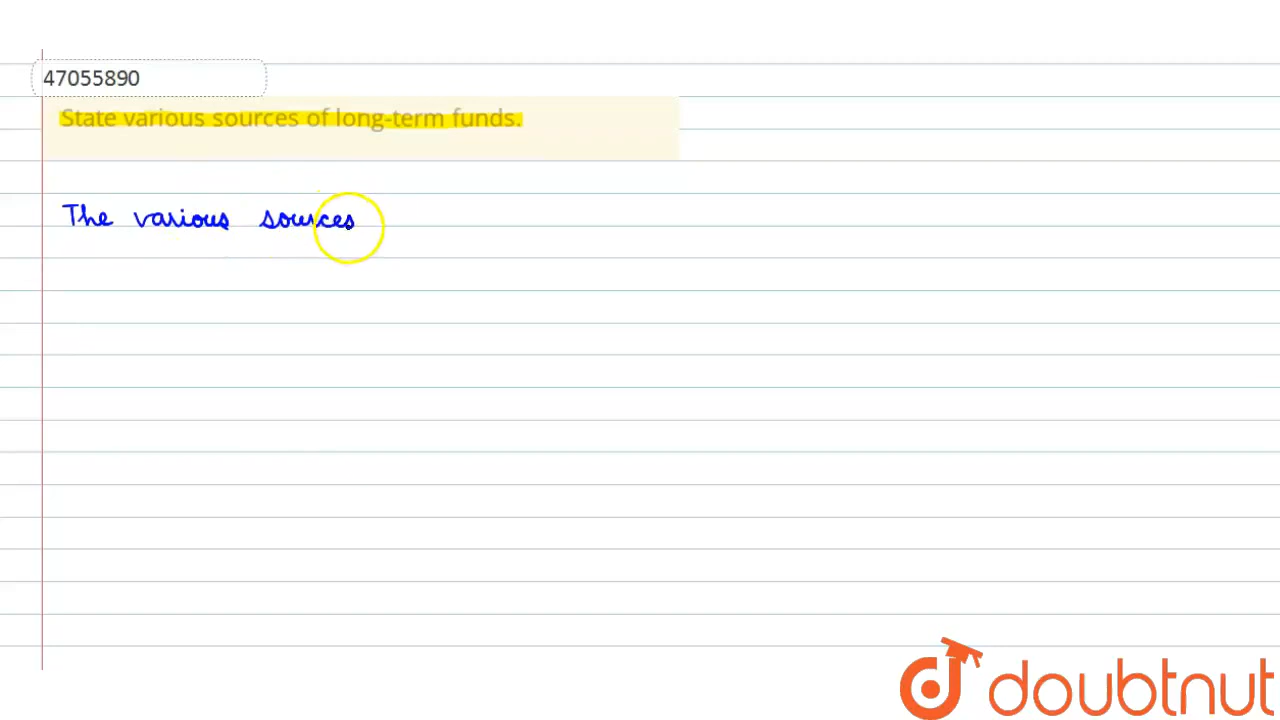 47055890
State various sources of long-term funds.
The various sources
doubtnut